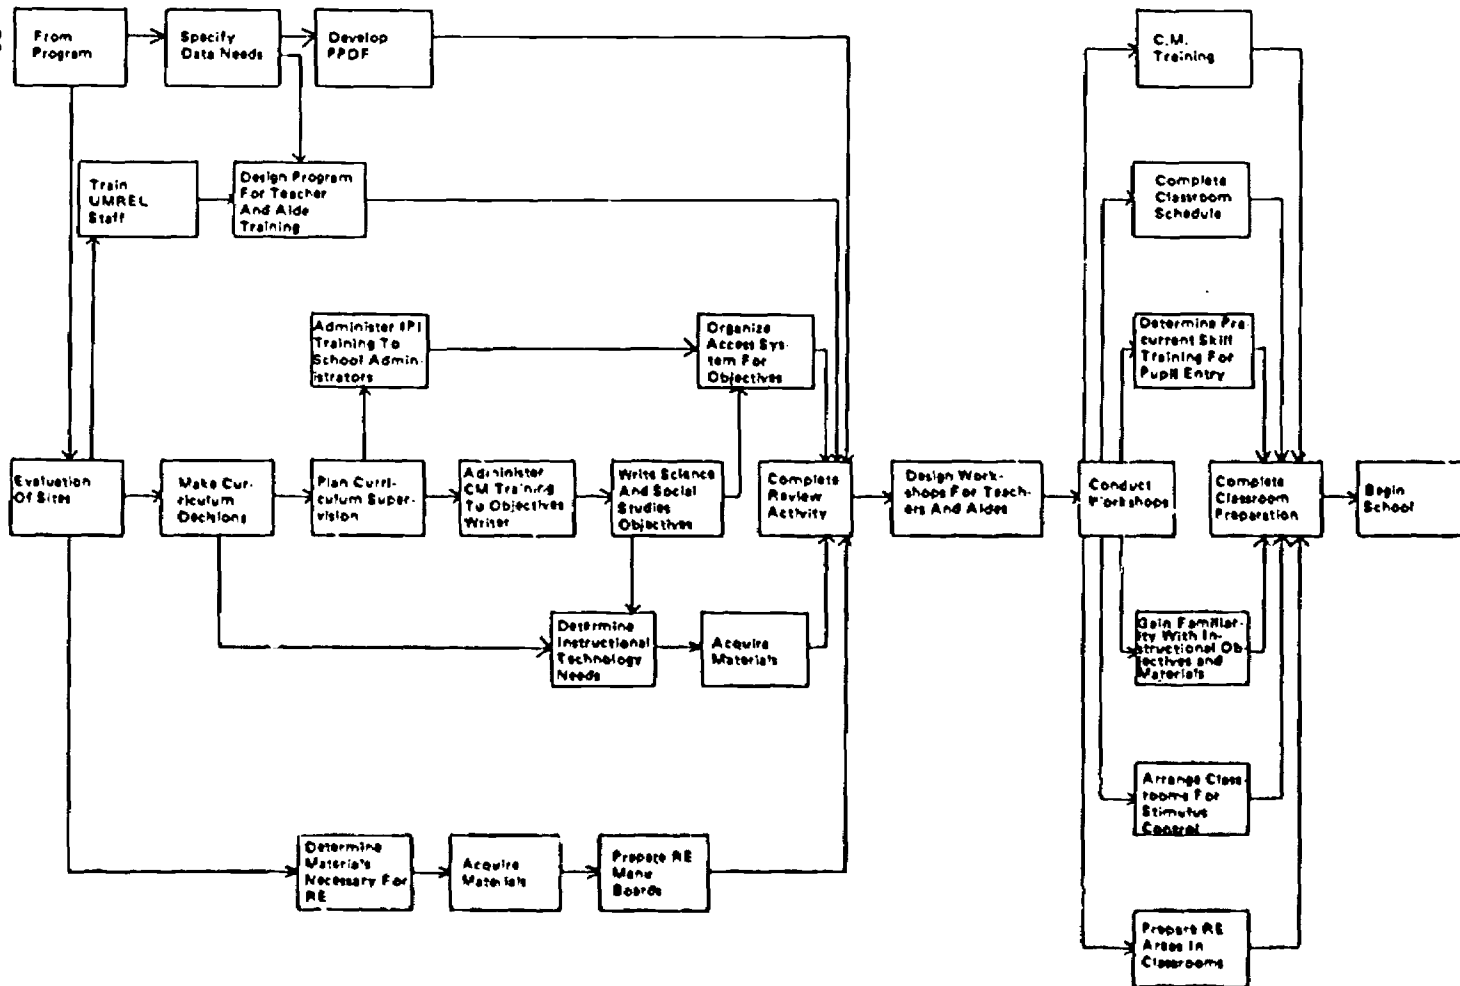 From
Program
Specify
Data Needs
Develop
PPDF
C.M.
Training
Train
UMREL
Staff
Design Program
For Teacher
And Aide
Training
Complete
Classroom
Schedule
Administer IPI
Training To
School Admin-
istrators
Organize
Access Sys-
tem For
Objectives
Determine Pre
current Skill
Training For
Pupil Entry
Evaluation
Of Sites
Make Cur-
riculum
Decisions
Plan Curri-
culum Super-
vision
Administer
CM Training
To Objectives
Writer
Write Science
And Social
Studies
Objectives
Complete
Review
Activity
Design Work-
shops For Teach-
ers And Aides
Conduct
Workshops
Complete
Classroom
Preparation
Begin
School
Determine
Instructional
Technology
Needs
Acquire
Materials
Gain Familiar-
ity With In-
structional Ob
jectives and
Materials
Arrange Class-
rooms For
Stimulus
Control
Determine
Materials
Necessary For
RE
Acquire
Materials
Prepare RE
Menu
Boards
Prepare RE
Areas In
Classrooms